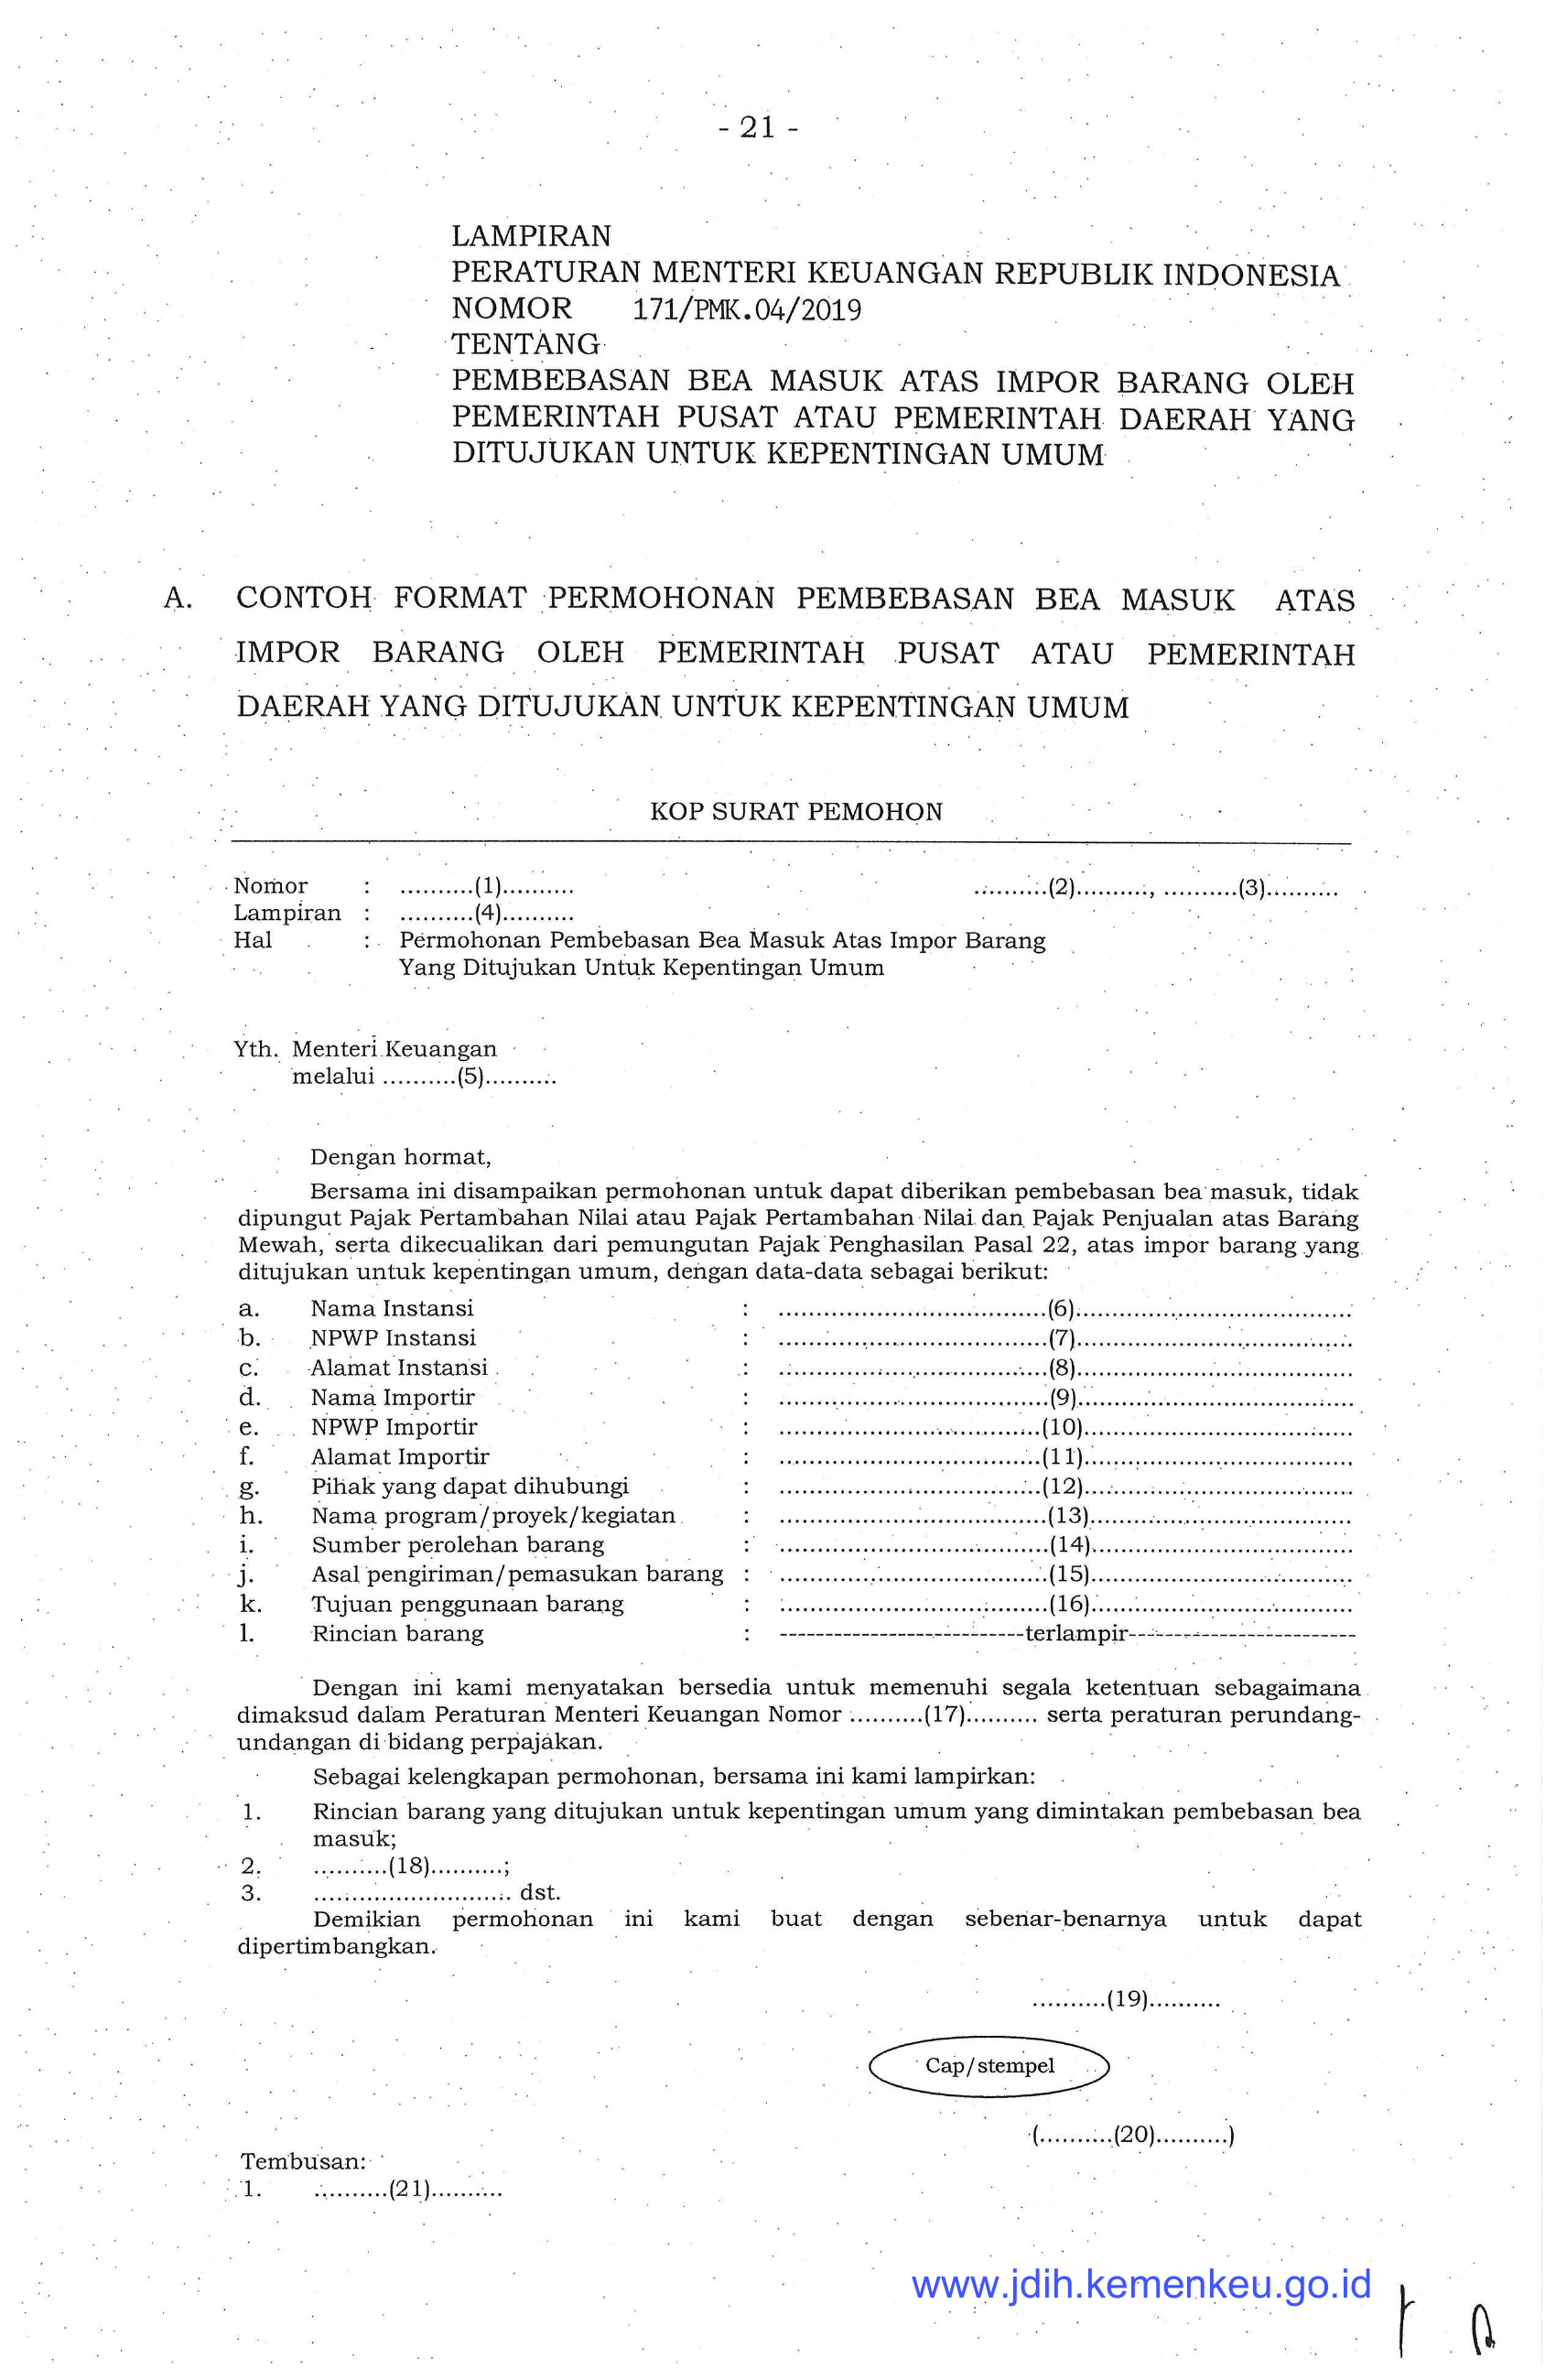 - 21 -
LAMPIRAN
PERATURAN MENTERI KEUANGAN REPUBLIK INDONESIA
NOMOR 171/PMK.04/2019
TENTANG
PEMBEBASAN BEA MASUK ATAS IMPOR BARANG OLEH
PEMERINTAH PUSAT ATAU PEMERINTAH DAERAH YANG
DITUJUKAN UNTUK KEPENTINGAN UMUM
A. CONTOH FORMAT PERMOHONAN PEMBEBASAN BEA MASUK ATAS
IMPOR BARANG OLEH PEMERINTAH PUSAT ATAU PEMERINTAH
DAERAH YANG DITUJUKAN UNTUK KEPENTINGAN UMUM
KOP SURAT PEMOHON
Nomor : ..........(1).......... ..........(2).........., ..........(3)..........
Lampiran : ..........(4)..........
Hal : Permohonan Pembebasan Bea Masuk Atas Impor Barang
Yang Ditujukan Untuk Kepentingan Umum
Yth. Menteri Keuangan
melalui ..........(5)..........
Dengan hormat,
Bersama ini disampaikan permohonan untuk dapat diberikan pembebasan bea masuk, tidak
dipungut Pajak Pertambahan Nilai atau Pajak Pertambahan Nilai dan Pajak Penjualan atas Barang
Mewah, serta dikecualikan dari pemungutan Pajak Penghasilan Pasal 22, atas impor barang yang
ditujukan untuk kepentingan umum, dengan data-data sebagai berikut:
a. Nama Instansi : ....................................(6)....................................
b. NPWP Instansi : ....................................(7)....................................
c. Alamat Instansi : ....................................(8)....................................
d. Nama Importir : ....................................(9)....................................
e. NPWP Importir : ...................................(10)....................................
f. Alamat Importir : ...................................(11)....................................
g. Pihak yang dapat dihubungi : ...................................(12)....................................
h. Nama program/proyek/kegiatan : ....................................(13)...................................
i. Sumber perolehan barang : ....................................(14)...................................
j. Asal pengiriman/pemasukan barang : ....................................(15)...................................
k. Tujuan penggunaan barang : ....................................(16)...................................
l. Rincian barang : ---------------------------terlampir-------------------------
Dengan ini kami menyatakan bersedia untuk memenuhi segala ketentuan sebagaimana
dimaksud dalam Peraturan Menteri Keuangan Nomor ..........(17).......... serta peraturan perundang-
undangan di bidang perpajakan.
Sebagai kelengkapan permohonan, bersama ini kami lampirkan:
1. Rincian barang yang ditujukan untuk kepentingan umum yang dimintakan pembebasan bea
masuk;
2. ..........(18)..........;
3. .......................... dst.
Demikian permohonan ini kami buat dengan sebenar-benarnya untuk dapat
dipertimbangkan.
..........(19)..........
Cap/stempel
(..........(20)..........)
Tembusan:
1. ..........(21)..........
www.jdih.kemenkeu.go.id